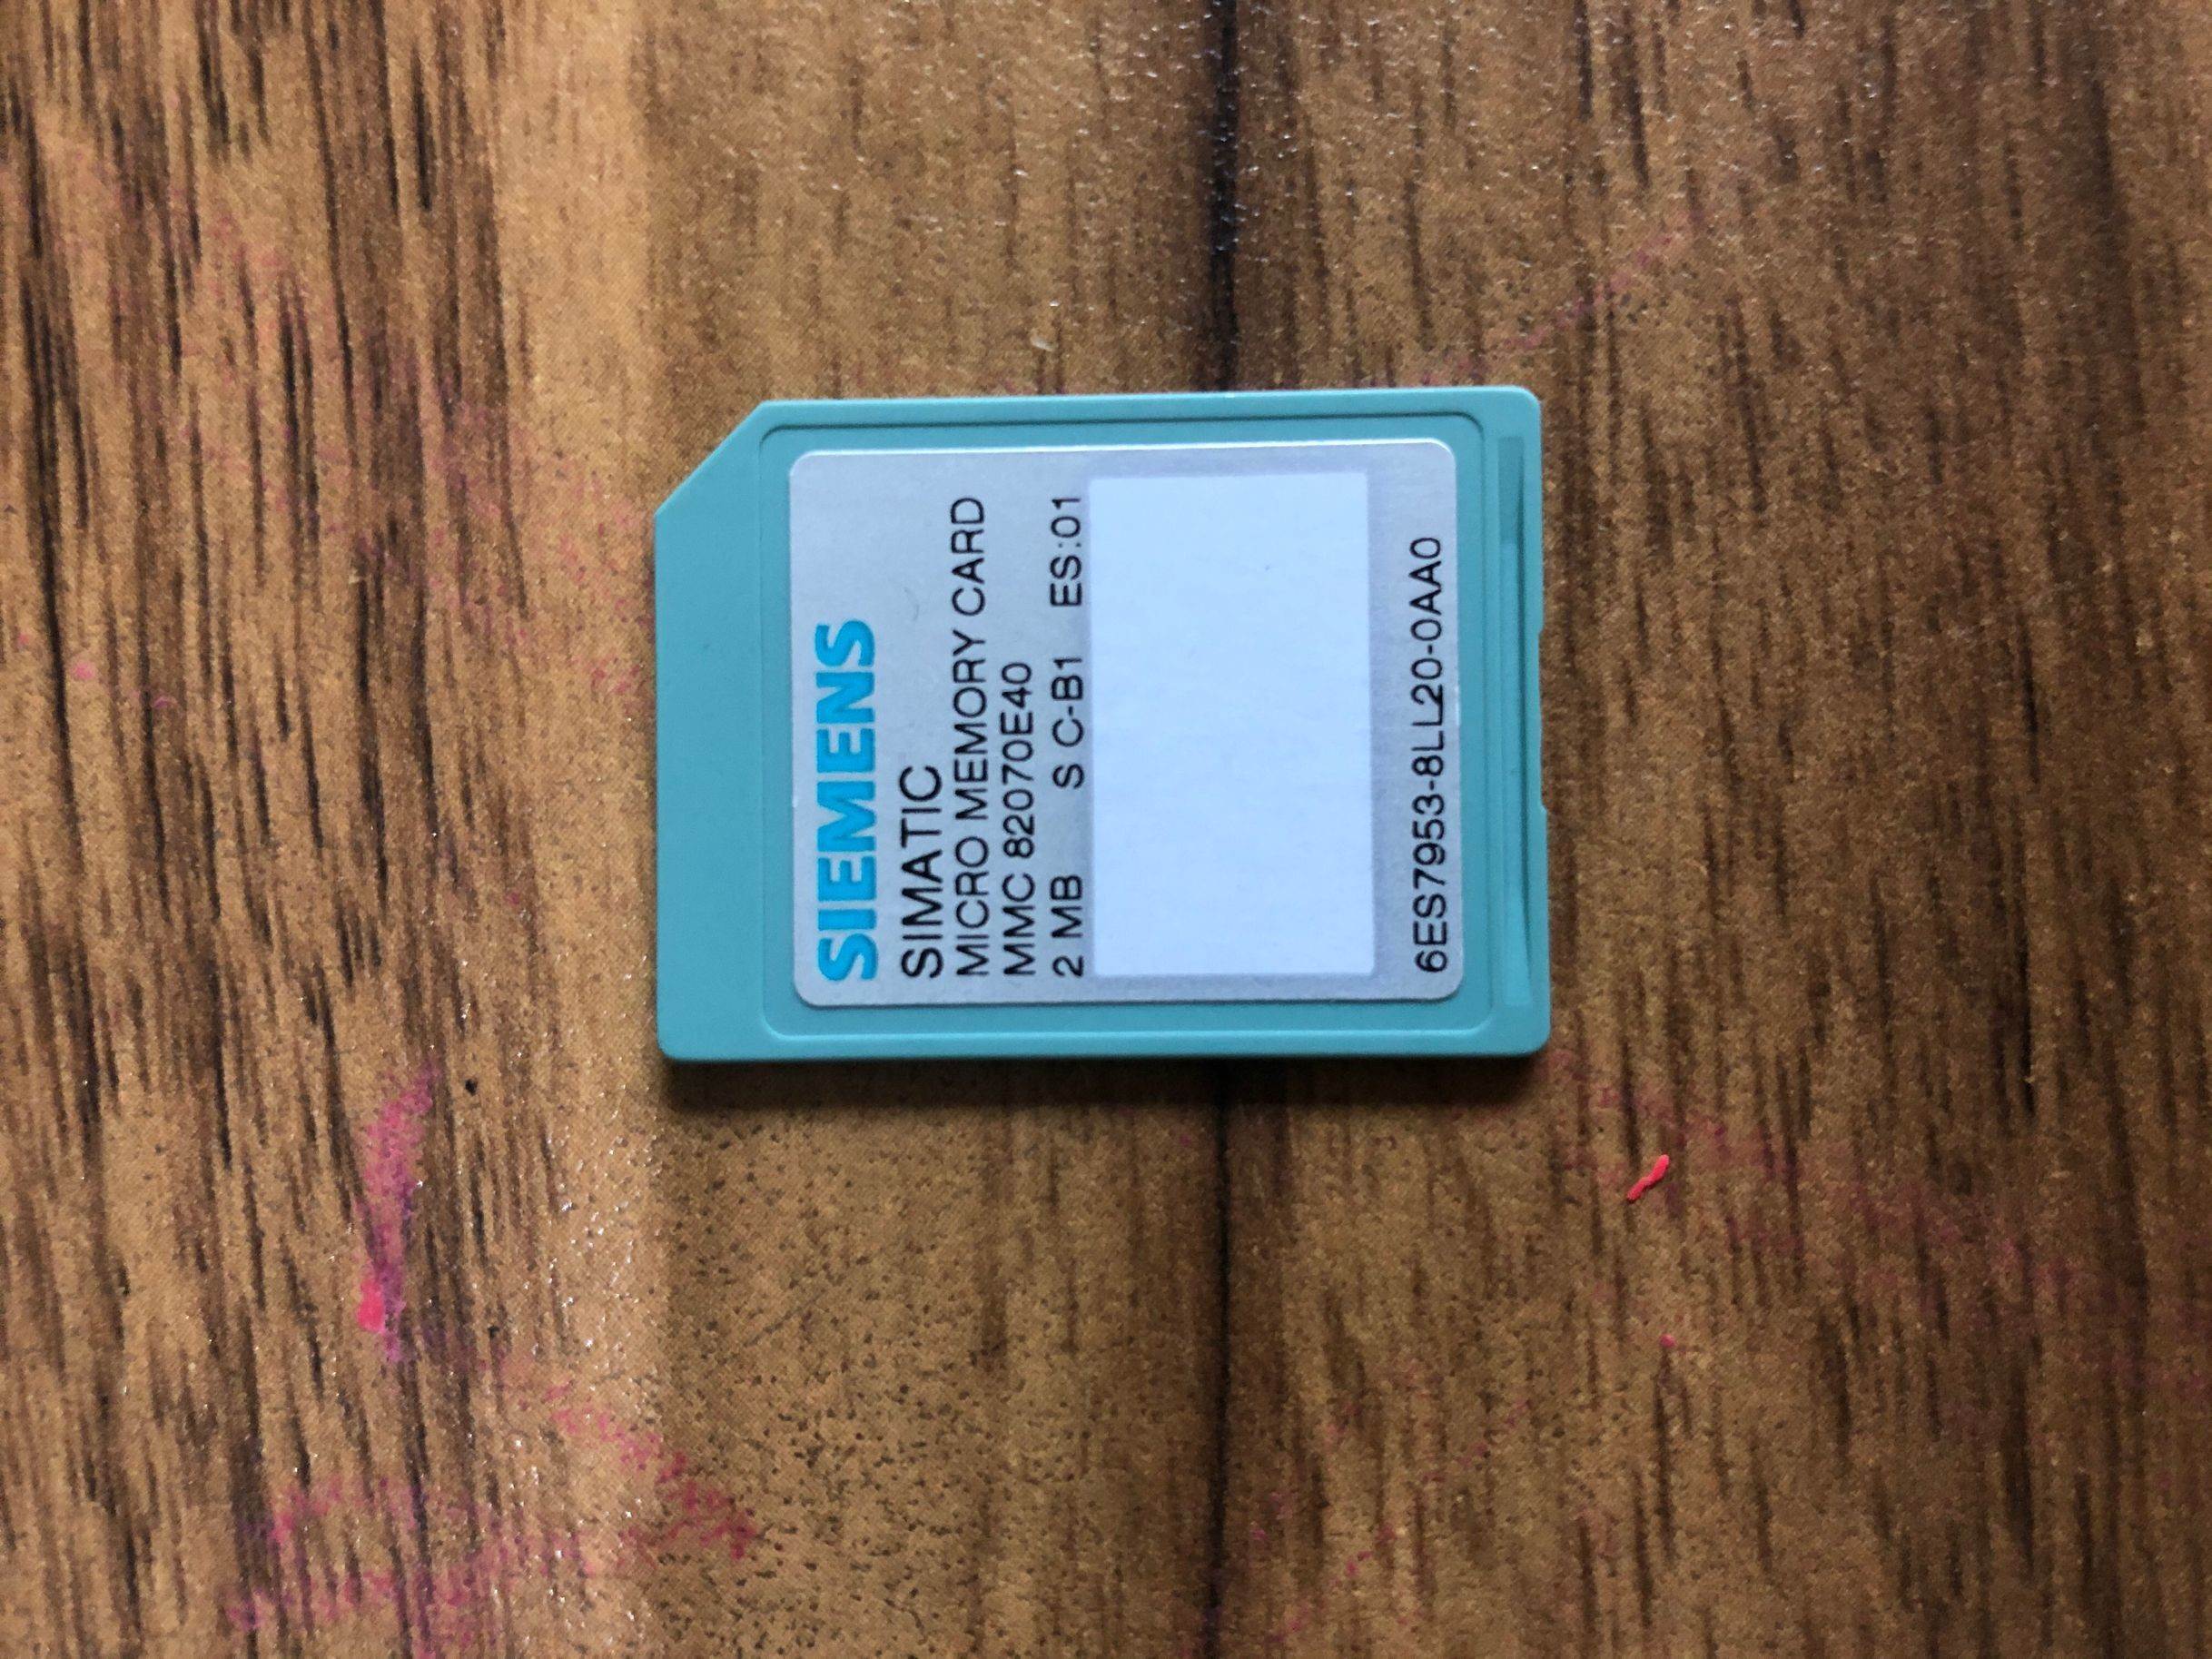 SIEMENS
SIMATIC
MICRO MEMORY CARD
MMC 82070E40
2 MB S C-B1 ES:01
6ES7953-8LL20-0AA0